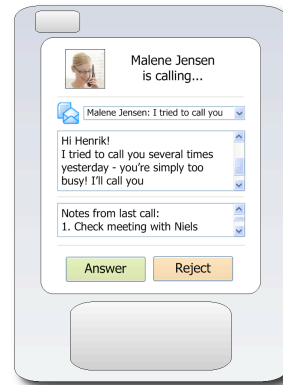 Malene Jensen
is calling...
Malene Jensen: I tried to call you
Hi Henrik!
I tried to call you several times
yesterday - you're simply too
busy! I'll call you
Notes from last call:
1. Check meeting with Niels
Answer
Reject